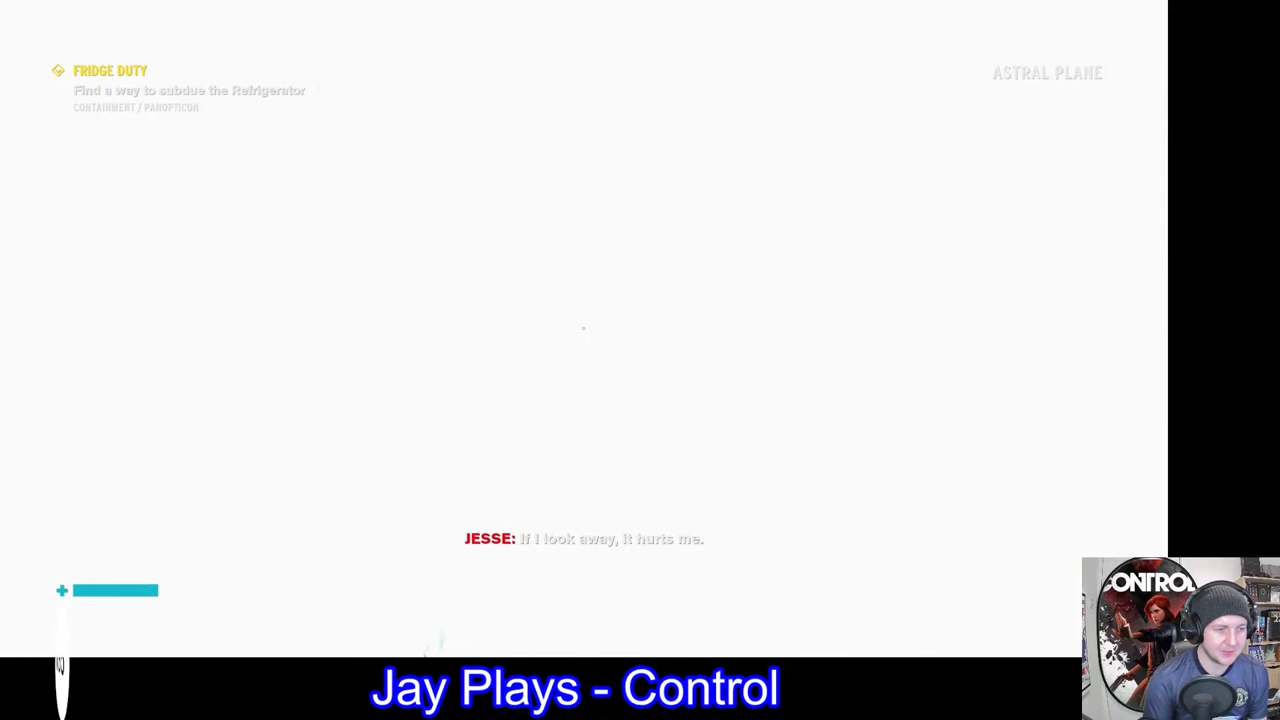 FRIDGE DUTY
Find a way to subdue the Refrigerator
CONTAINMENT / PANOPTICON
ASTRAL PLANE
JESSE: If I look away, it hurts me.
CONTROL
Jay Plays - Control